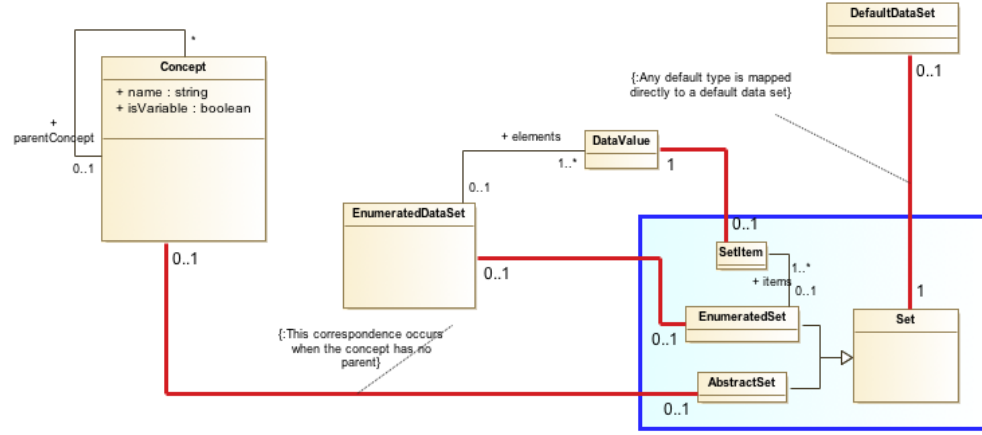 DefaultDataSet
*
0..1
Concept
+ name : string
+ isVariable : boolean
{:Any default type is mapped
directly to a default data set}
+
parentConcept
0..1
+ elements
DataValue
1..*
1
0..1
EnumeratedDataSet
0..1
SetItem
0..1
0..1
1..*
+ items
0..1
1
EnumeratedSet
Set
0..1
{:This correspondence occurs
when the concept has no
parent}
AbstractSet
0..1